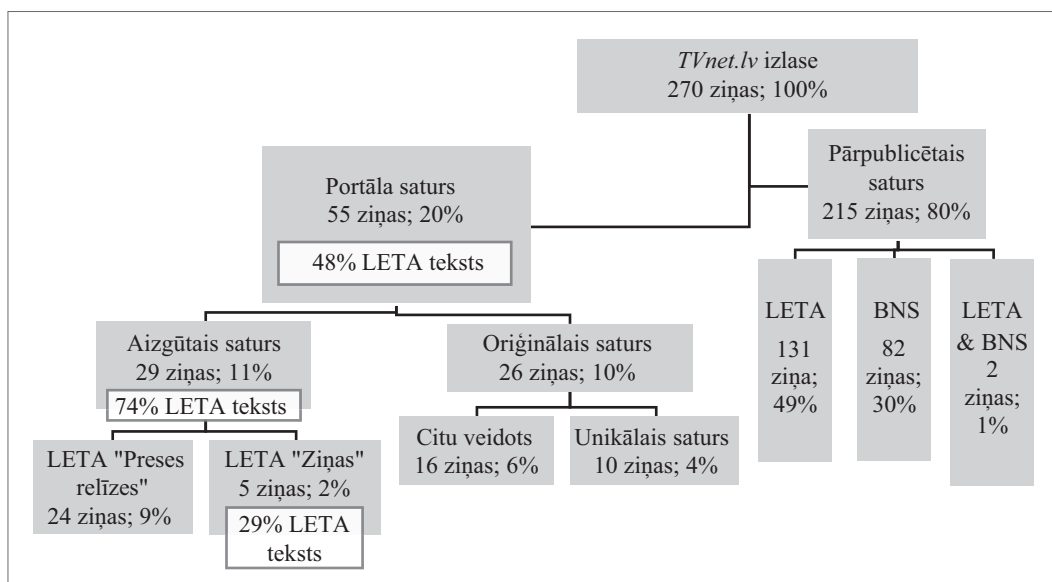 TVnet.lv izlase
270 ziņas; 100%
Pārpublicētais
saturs
215 ziņas; 80%
Portāla saturs
55 ziņas; 20%
48% LETA teksts
LETA
131
ziņa;
49%
BNS
82
ziņas;
30%
LETA
& BNS
2
ziņas;
1%
Aizgūtais saturs
29 ziņas; 11%
74% LETA teksts
Oriģinālais saturs
26 ziņas; 10%
LETA "Preses
relīzes"
24 ziņas; 9%
LETA "Ziņas"
5 ziņas; 2%
29% LETA
teksts
Citu veidots
16 ziņas; 6%
Unikālais saturs
10 ziņas; 4%